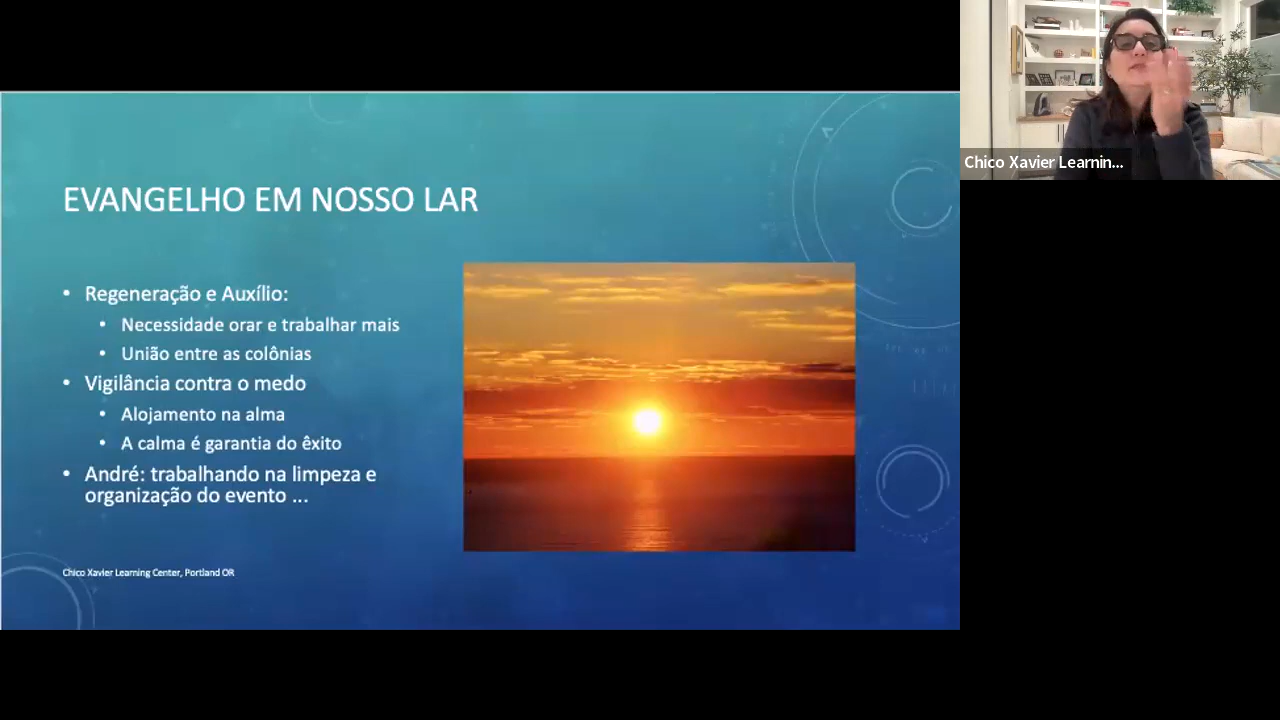 EVANGELHO EM NOSSO LAR
• Regeneração e Auxílio:
• Necessidade orar e trabalhar mais
• União entre as colônias
• Vigilância contra o medo
• Alojamento na alma
• A calma é garantia do êxito
• André: trabalhando na limpeza e
organização do evento ...
Chico Xavier Learning Center, Portland OR
Chico Xavier Learnin...